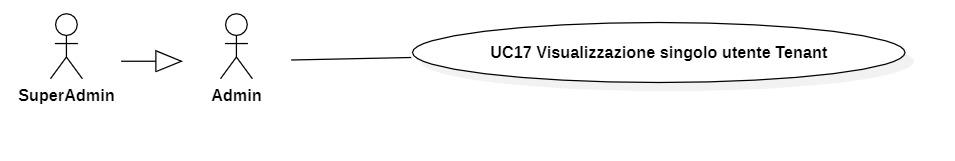 UC17 Visualizzazione singolo utente Tenant
SuperAdmin
Admin